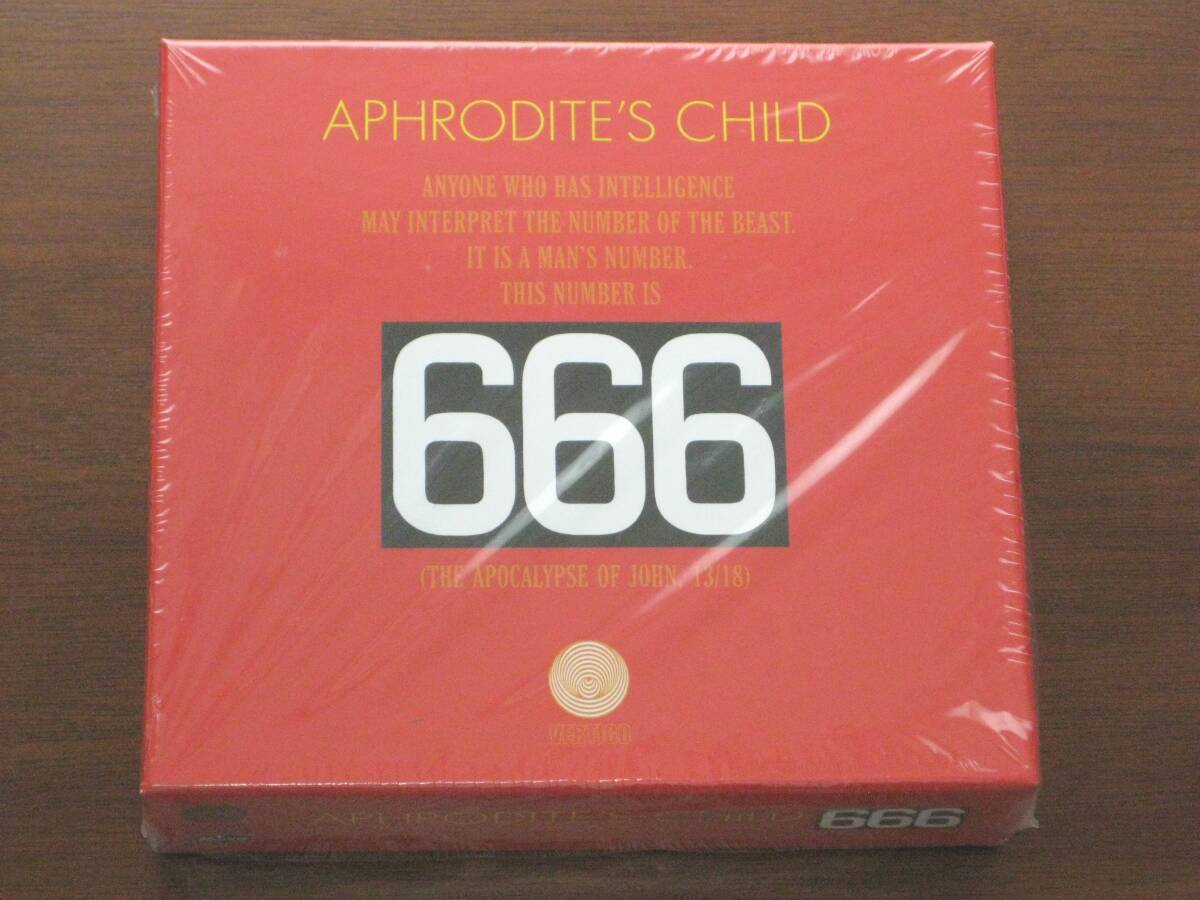 APHRODITE'S CHILD
ANYONE WHO HAS INTELLIGENCE
MAY INTERPRET THE NUMBER OF THE BEAST.
IT IS A MAN'S NUMBER.
THIS NUMBER IS
666
(THE APOCALYPSE OF JOHN, 13/18)
VERTIGO
APHRODITE'S CHILD 666